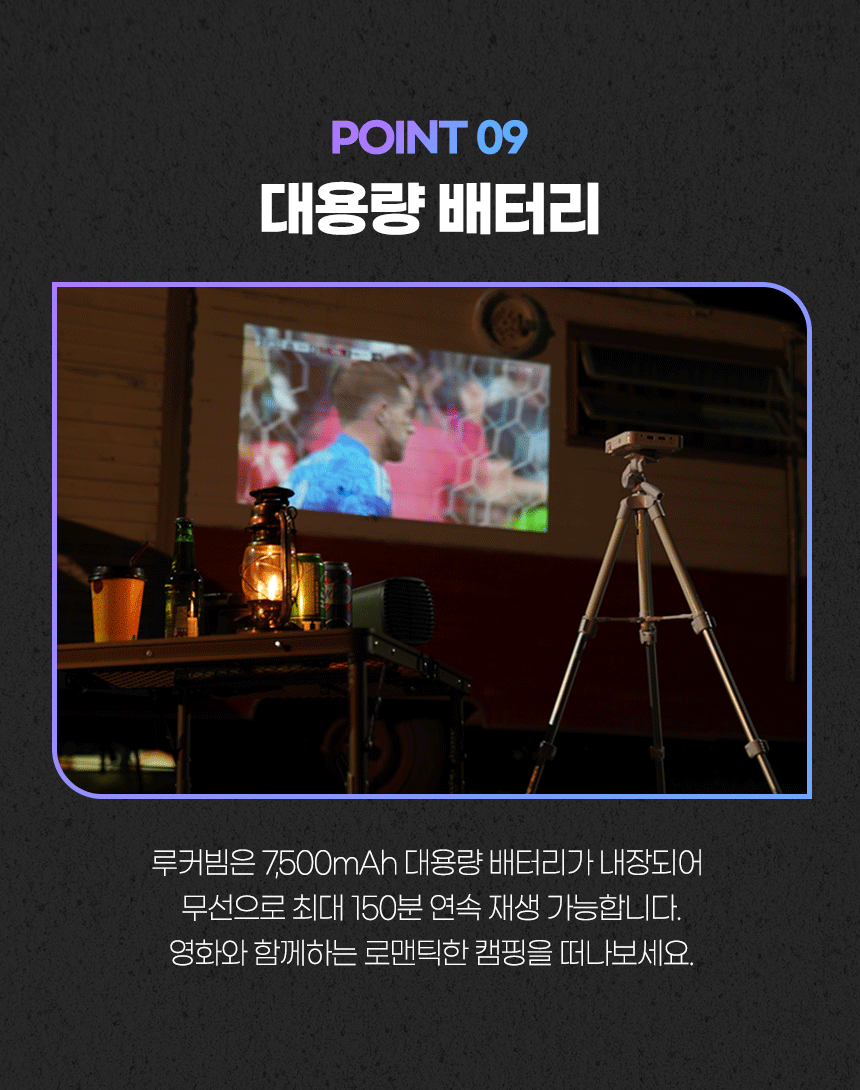 POINT 09
대용량 배터리
루커빔은 7,500mAh 대용량 배터리가 내장되어
무선으로 최대 150분 연속 재생 가능합니다.
영화와 함께하는 로맨틱한 캠핑을 떠나보세요.